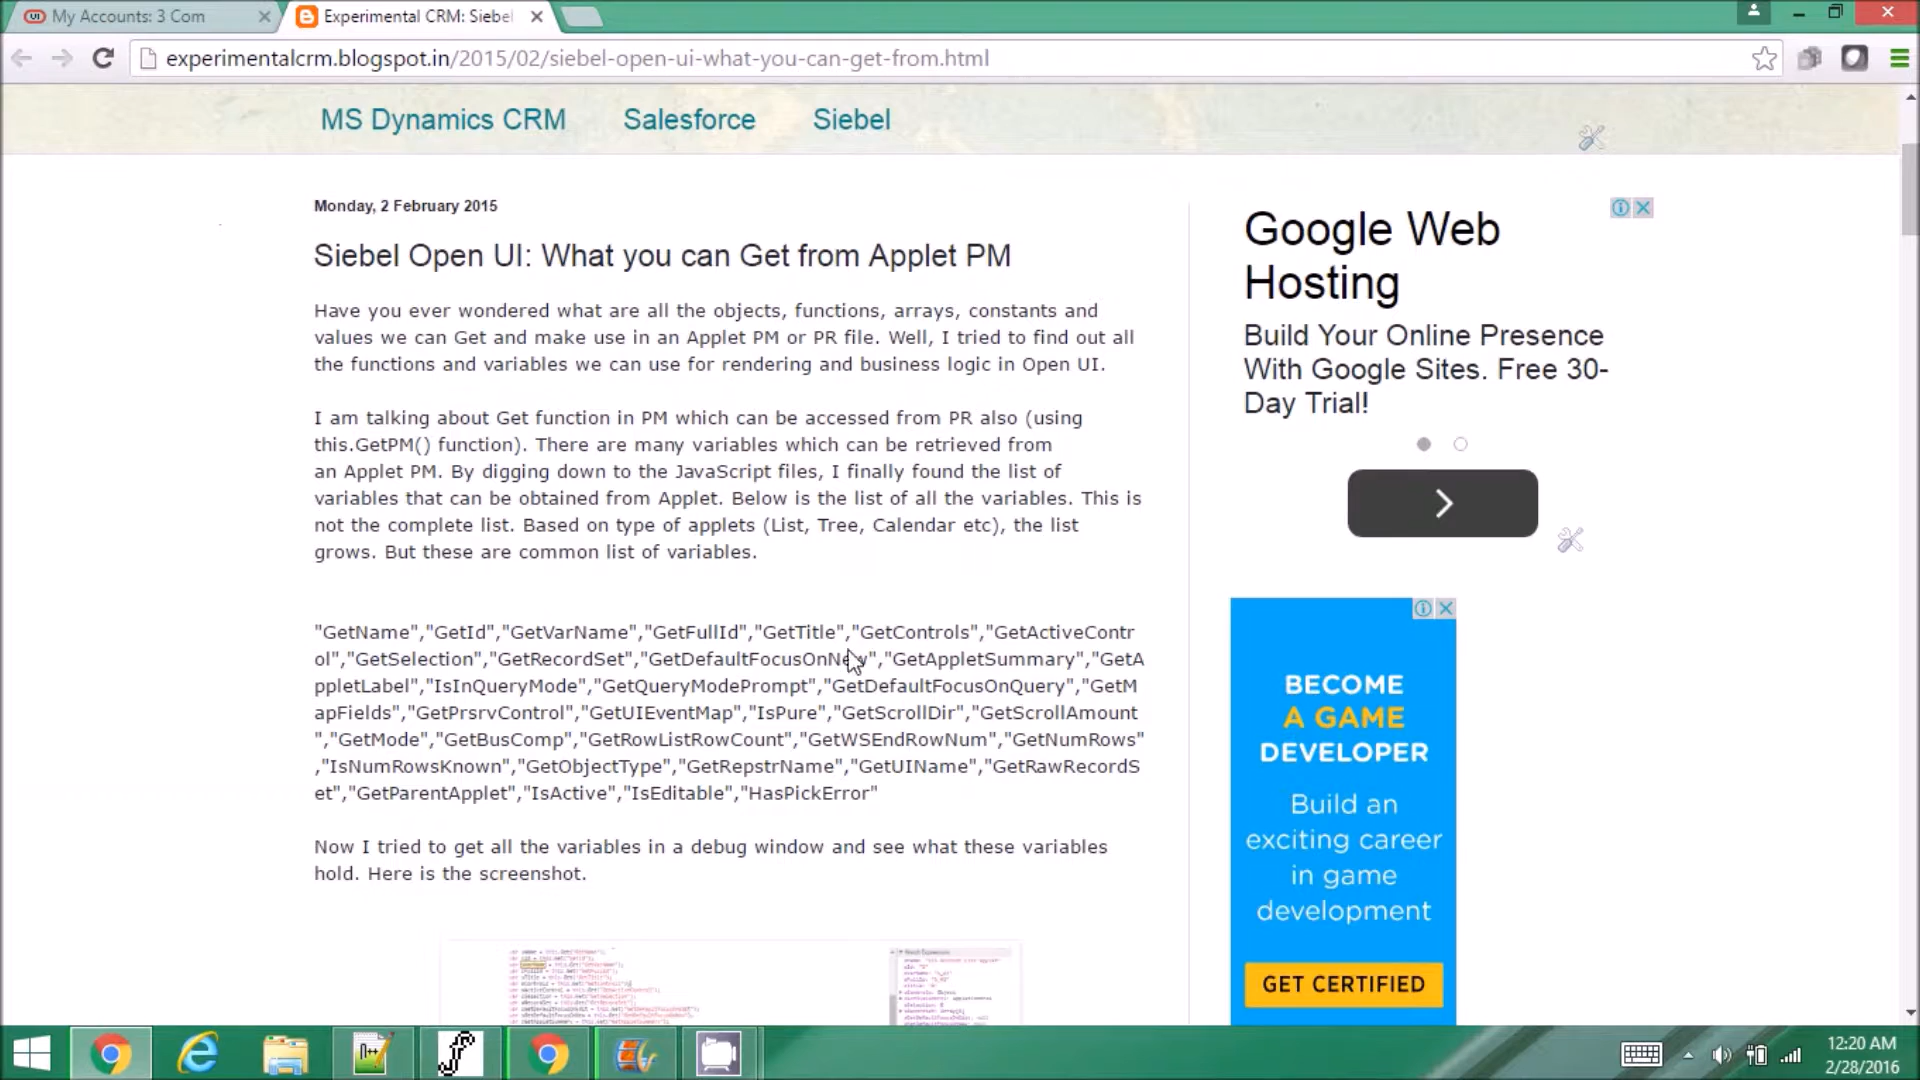 My Accounts: 3 Com
Experimental CRM: Siebel
experimentalcrm.blogspot.in/2015/02/siebel-open-ui-what-you-can-get-from.html
MS Dynamics CRM Salesforce Siebel
Monday, 2 February 2015
Siebel Open UI: What you can Get from Applet PM
Have you ever wondered what are all the objects, functions, arrays, constants and
values we can Get and make use in an Applet PM or PR file. Well, I tried to find out all
the functions and variables we can use for rendering and business logic in Open UI.
I am talking about Get function in PM which can be accessed from PR also (using
this.GetPM() function). There are many variables which can be retrieved from
an Applet PM. By digging down to the JavaScript files, I finally found the list of
variables that can be obtained from Applet. Below is the list of all the variables. This is
not the complete list. Based on type of applets (List, Tree, Calendar etc), the list
grows. But these are common list of variables.
"GetName","GetId","GetVarName","GetFullId","GetTitle","GetControls","GetActiveContr
ol","GetSelection","GetRecordSet","GetDefaultFocusOnNew","GetAppletSummary","GetA
ppletLabel","IsInQueryMode","GetQueryModePrompt","GetDefaultFocusOnQuery","GetM
apFields","GetPrsrvControl","GetUIEventMap","IsPure","GetScrollDir","GetScrollAmount
","GetMode","GetBusComp","GetRowListRowCount","GetWSEndRowNum","GetNumRows"
,"IsNumRowsKnown","GetObjectType","GetRepstrName","GetUIName","GetRawRecordS
et","GetParentApplet","IsActive","IsEditable","HasPickError"
Now I tried to get all the variables in a debug window and see what these variables
hold. Here is the screenshot.
Google Web
Hosting
Build Your Online Presence
With Google Sites. Free 30-
Day Trial!
BECOME
A GAME
DEVELOPER
Build an
exciting career
in game
development
GET CERTIFIED
12:20 AM
2/28/2016